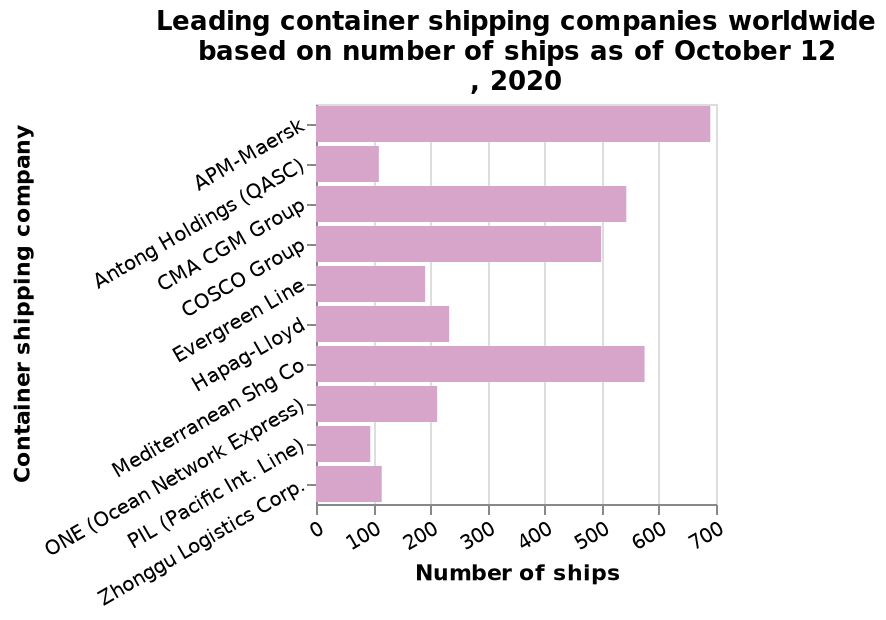 Leading container shipping companies worldwide
based on number of ships as of October 12
, 2020
Container shipping company
APM-Maersk
Antong Holdings (QASC)
CMA CGM Group
COSCO Group
Evergreen Line
Hapag-Lloyd
Mediterranean Shg Co
ONE (Ocean Network Express)
PIL (Pacific Int. Line)
Zhonggu Logistics Corp.
0 100 200 300 400 500 600 700
Number of ships